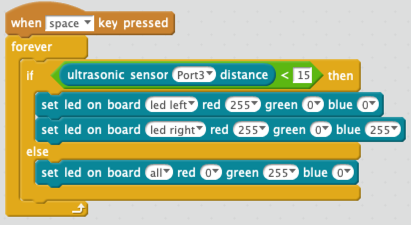 when space key pressed
forever
if ultrasonic sensor Port3 distance < 15 then
set led on board led left red 255 green 0 blue 0
set led on board led right red 255 green 0 blue 255
else
set led on board all red 0 green 255 blue 0